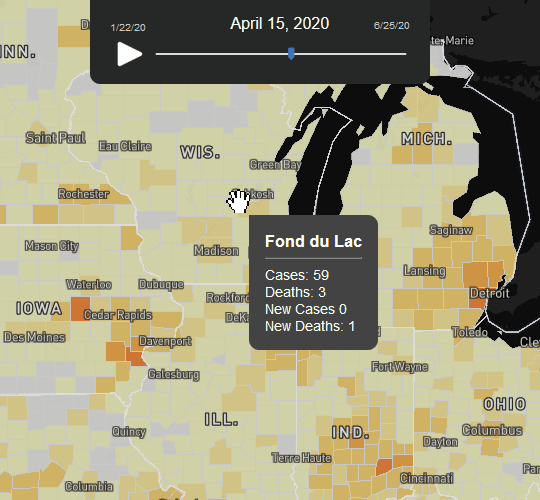 1/22/20
April 15, 2020
6/25/20
INN.
Ste. Marie
Saint Paul
Eau Claire
WIS.
Green Bay
MICH.
Rochester
Oshkosh
Mason City
Madison
Saginaw
Fond du Lac
Cases: 59
Deaths: 3
New Cases 0
New Deaths: 1
Waterloo
Dubuque
Rockford
Lansing
Detroit
IOWA
Cedar Rapids
DeKa
Des Moines
Davenport
Toledo
Cle
Galesburg
Fort Wayne
Quincy
ILL.
IND.
OHIO
Columbus
Dayton
Terre Haute
Columbia
Cincinnati